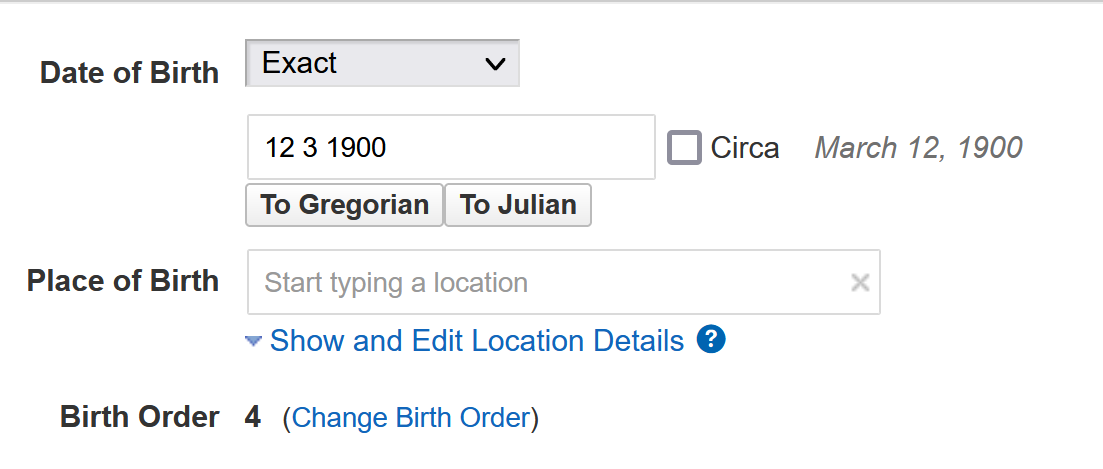 Date of Birth Exact
12 3 1900 Circa March 12, 1900
To Gregorian To Julian
Place of Birth Start typing a location
Show and Edit Location Details ?
Birth Order 4 (Change Birth Order)